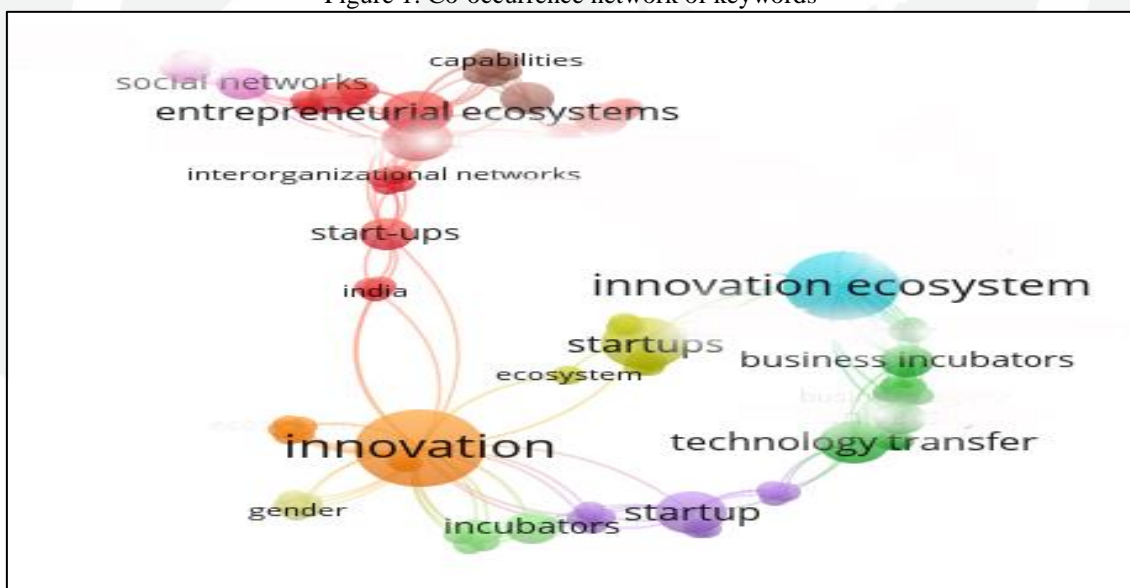 Figure 1: Co-occurrence network of keywords
capabilities
social networks
entrepreneurial ecosystems
interorganizational networks
start-ups
india
innovation ecosystem
startups
business incubators
ecosystem
technology transfer
innovation
gender
incubators
startup